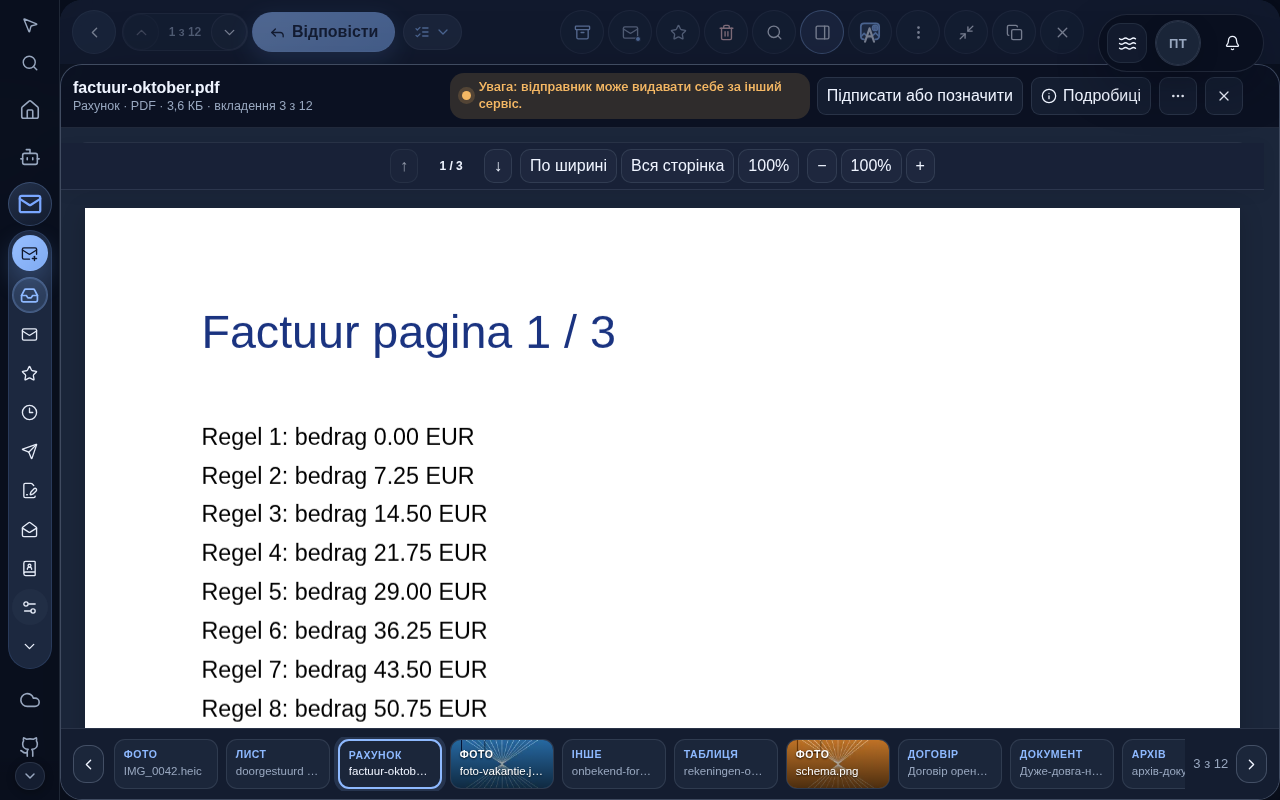 1 з 12
Відповісти
ПТ
factuur-oktober.pdf
Рахунок · PDF · 3,6 КБ · вкладення 3 з 12
Увага: відправник може видавати себе за інший
сервіс.
Підписати або позначити
Подробиці
1 / 3
По ширині
Вся сторінка
100%
100%
Factuur pagina 1 / 3
Regel 1: bedrag 0.00 EUR
Regel 2: bedrag 7.25 EUR
Regel 3: bedrag 14.50 EUR
Regel 4: bedrag 21.75 EUR
Regel 5: bedrag 29.00 EUR
Regel 6: bedrag 36.25 EUR
Regel 7: bedrag 43.50 EUR
Regel 8: bedrag 50.75 EUR
ФОТО
IMG_0042.heic
ЛИСТ
doorgestuurd ...
РАХУНОК
factuur-oktob...
ФОТО
foto-vakantie.j...
ІНШЕ
onbekend-for...
ТАБЛИЦЯ
rekeningen-o...
ФОТО
schema.png
ДОГОВІР
Договір орен...
ДОКУМЕНТ
Дуже-довга-н...
АРХІВ
архів-доку
3 з 12